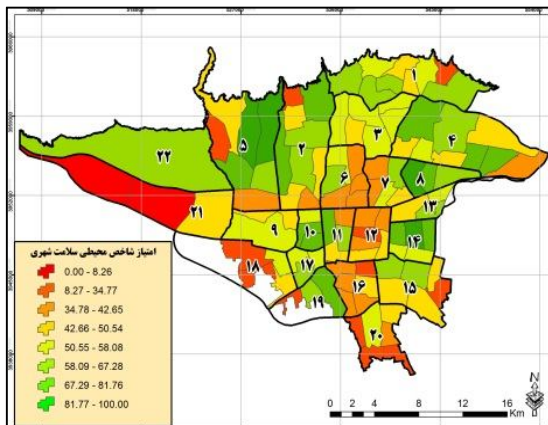 ۱
۲
۳
۴
۵
۶
۷
۸
۹
۱۰
۱۱
۱۲
۱۳
۱۴
۱۵
۱۶
۱۷
۱۸
۱۹
۲۰
۲۱
۲۲
امتیاز شاخص محیطی سلامت شهری
0.00 - 8.26
8.27 - 34.77
34.78 - 42.65
42.66 - 50.54
50.55 - 58.08
58.09 - 67.28
67.29 - 81.76
81.77 - 100.00
N
0 2 4 8 12 16
Km